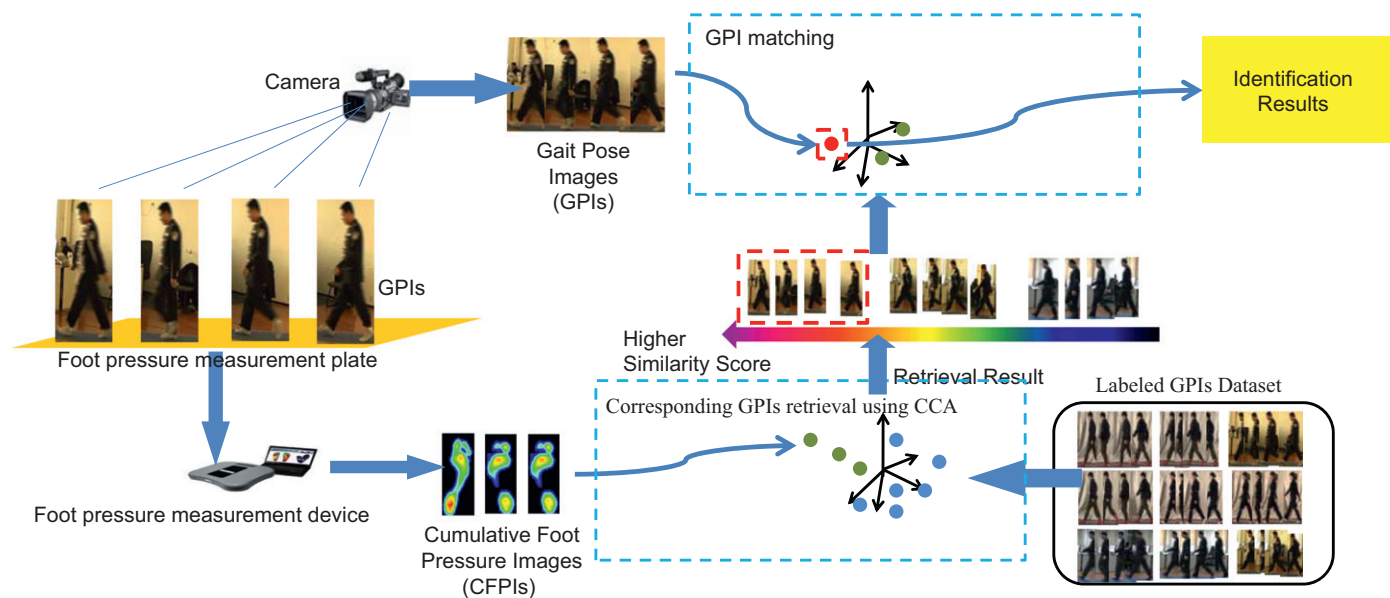 GPI matching
Camera
Identification
Results
Gait Pose
Images
(GPIs)
GPIs
Foot pressure measurement plate
Higher
Similarity Score
Retrieval Result
Labeled GPIs Dataset
Corresponding GPIs retrieval using CCA
Foot pressure measurement device
Cumulative Foot
Pressure Images
(CFPIs)